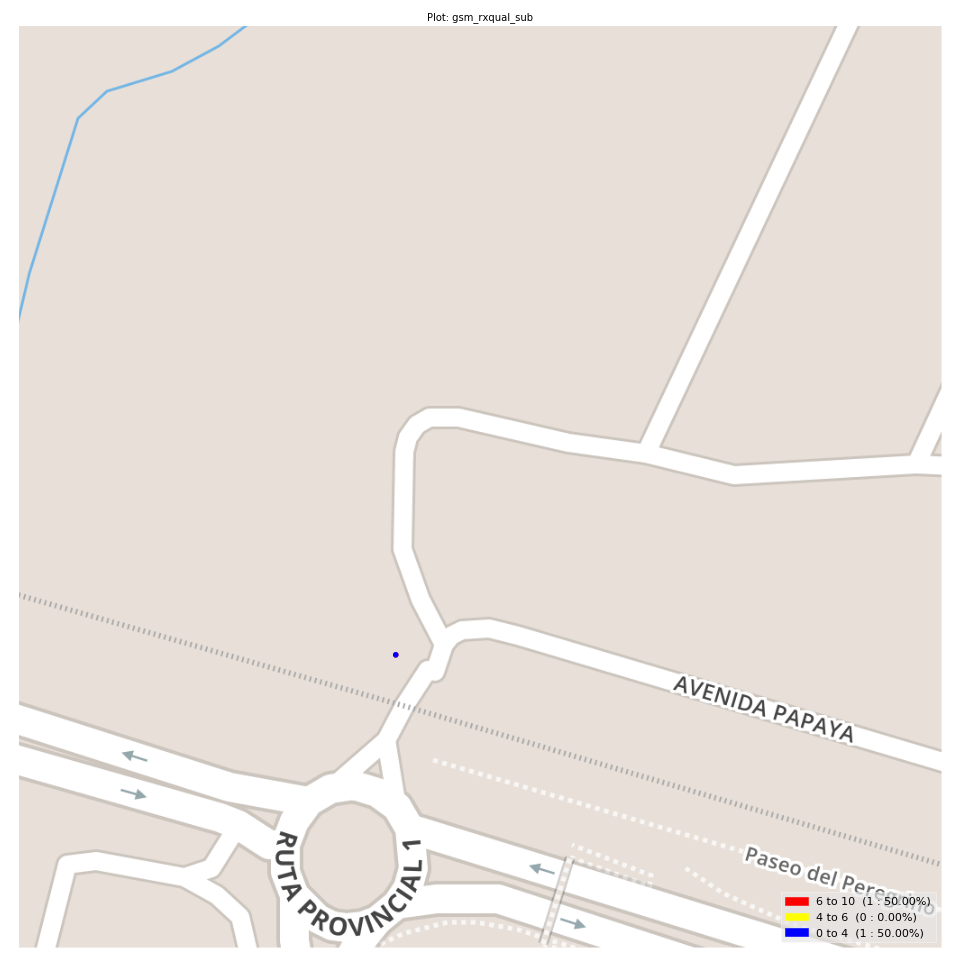 Plot: gsm_rxqual_sub
AVENIDA PAPAYA
RUTA PROVINCIAL 1
Paseo del Peregrino
6 to 10 (1 : 50.00%)
4 to 6 (0 : 0.00%)
0 to 4 (1 : 50.00%)